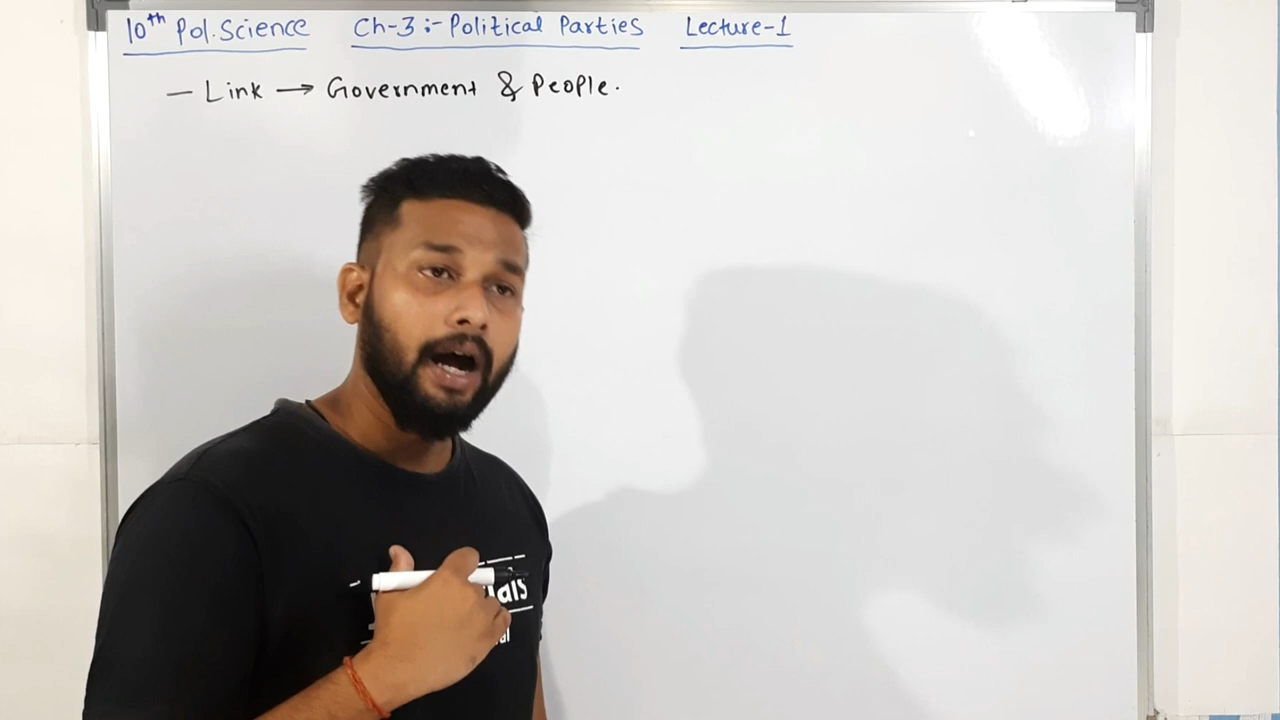 10th Pol.Science Ch-3:- Political Parties Lecture-1
— Link → Government & People.